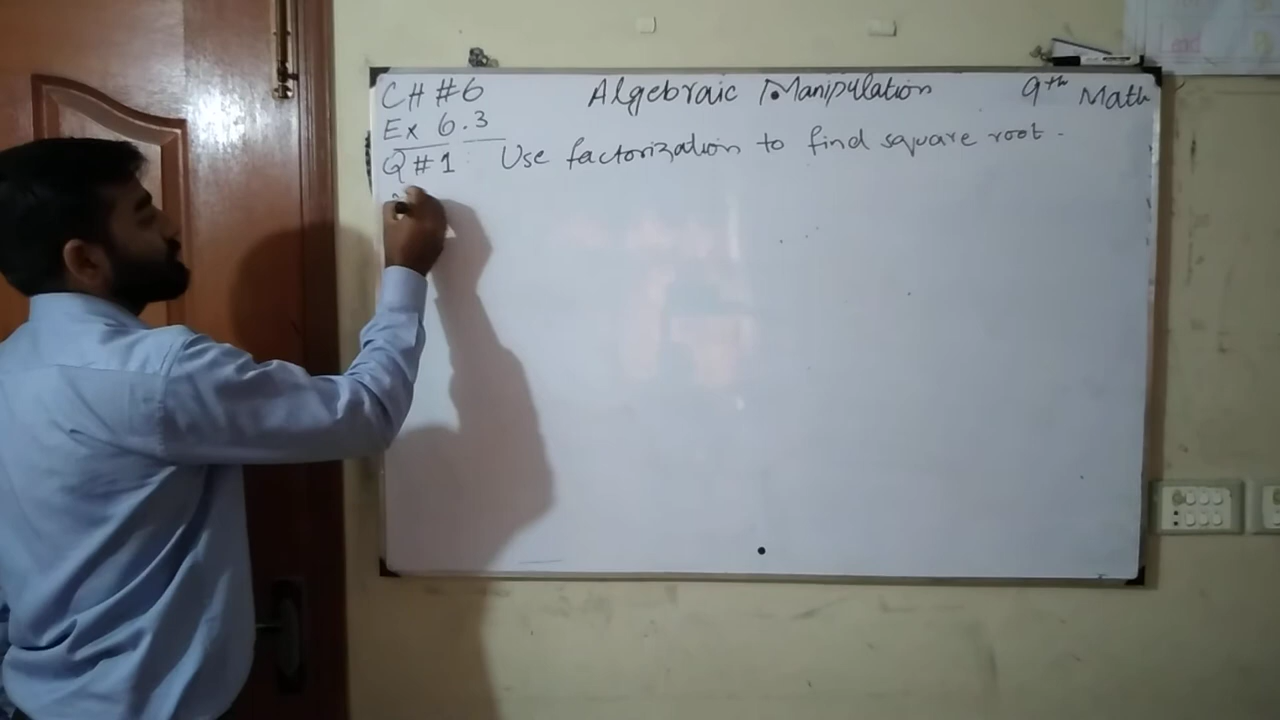 CH #6 Algebraic Manipulation 9th Math
Ex 6.3
Q #1: Use factorization to find square root.